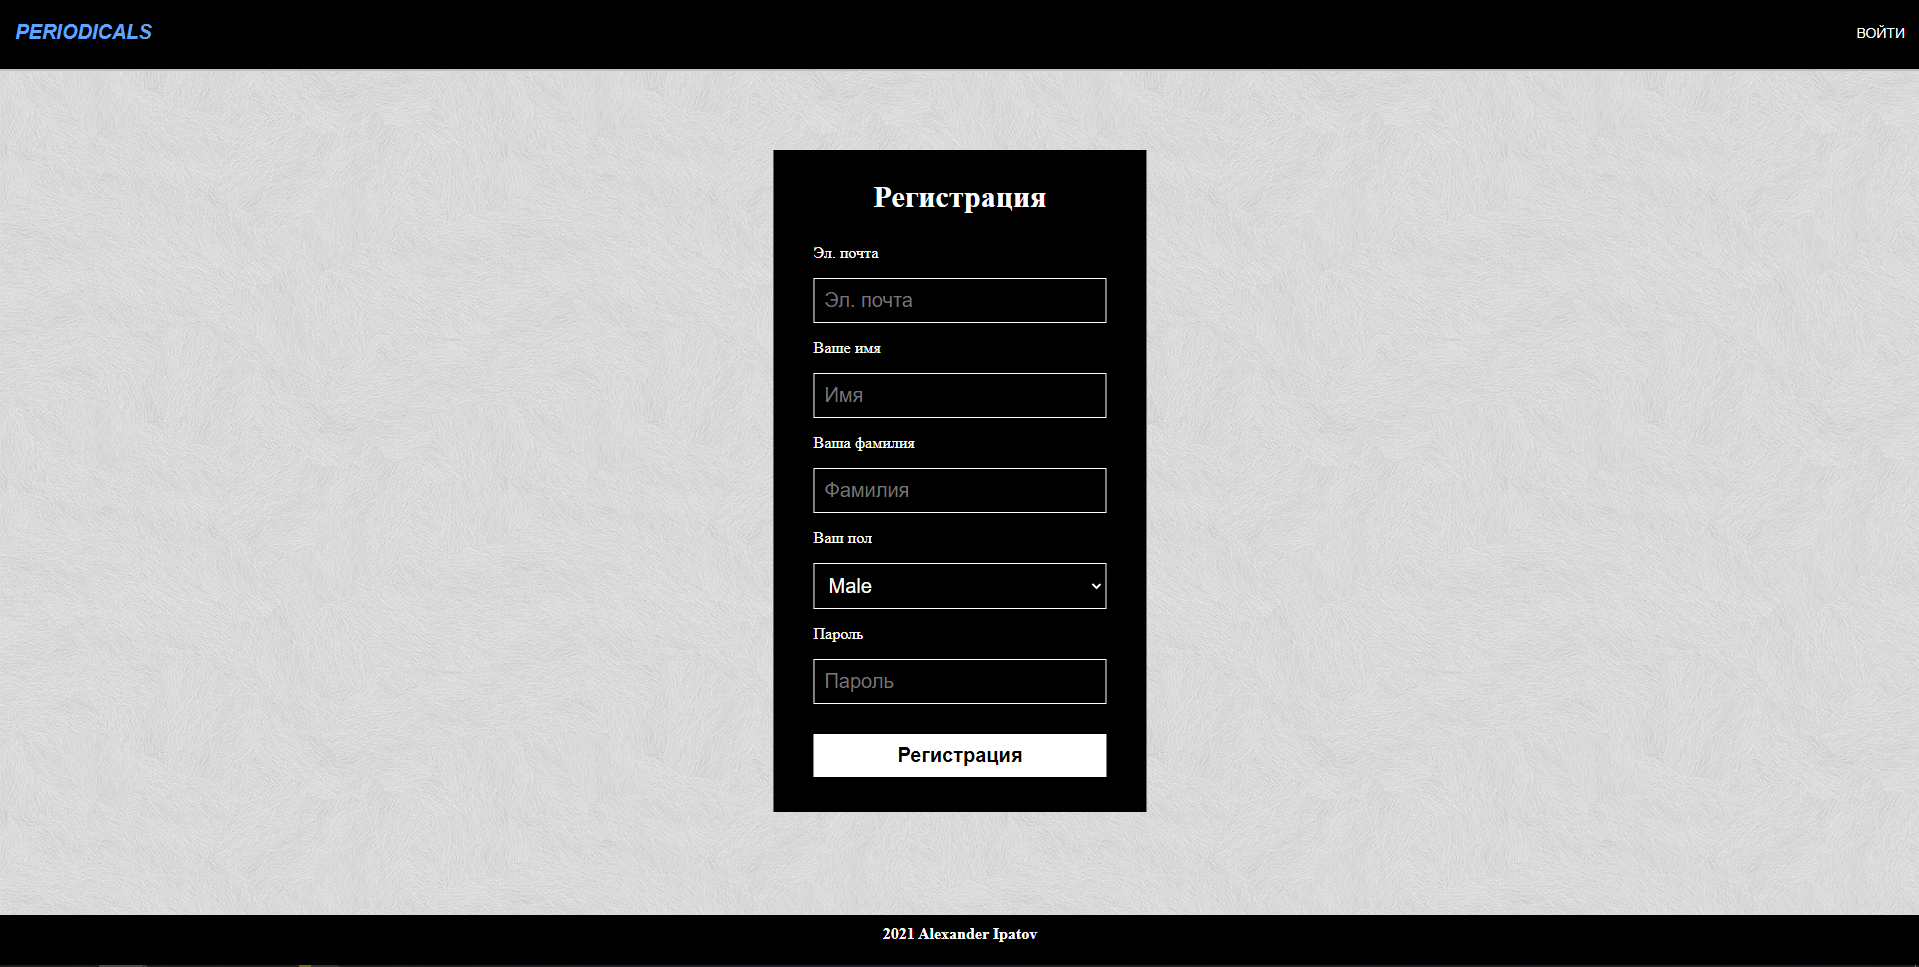 PERIODICALS
ВОЙТИ
Регистрация
Эл. почта
Эл. почта
Ваше имя
Имя
Ваша фамилия
Фамилия
Ваш пол
Male
Пароль
Пароль
Регистрация
2021 Alexander Ipatov